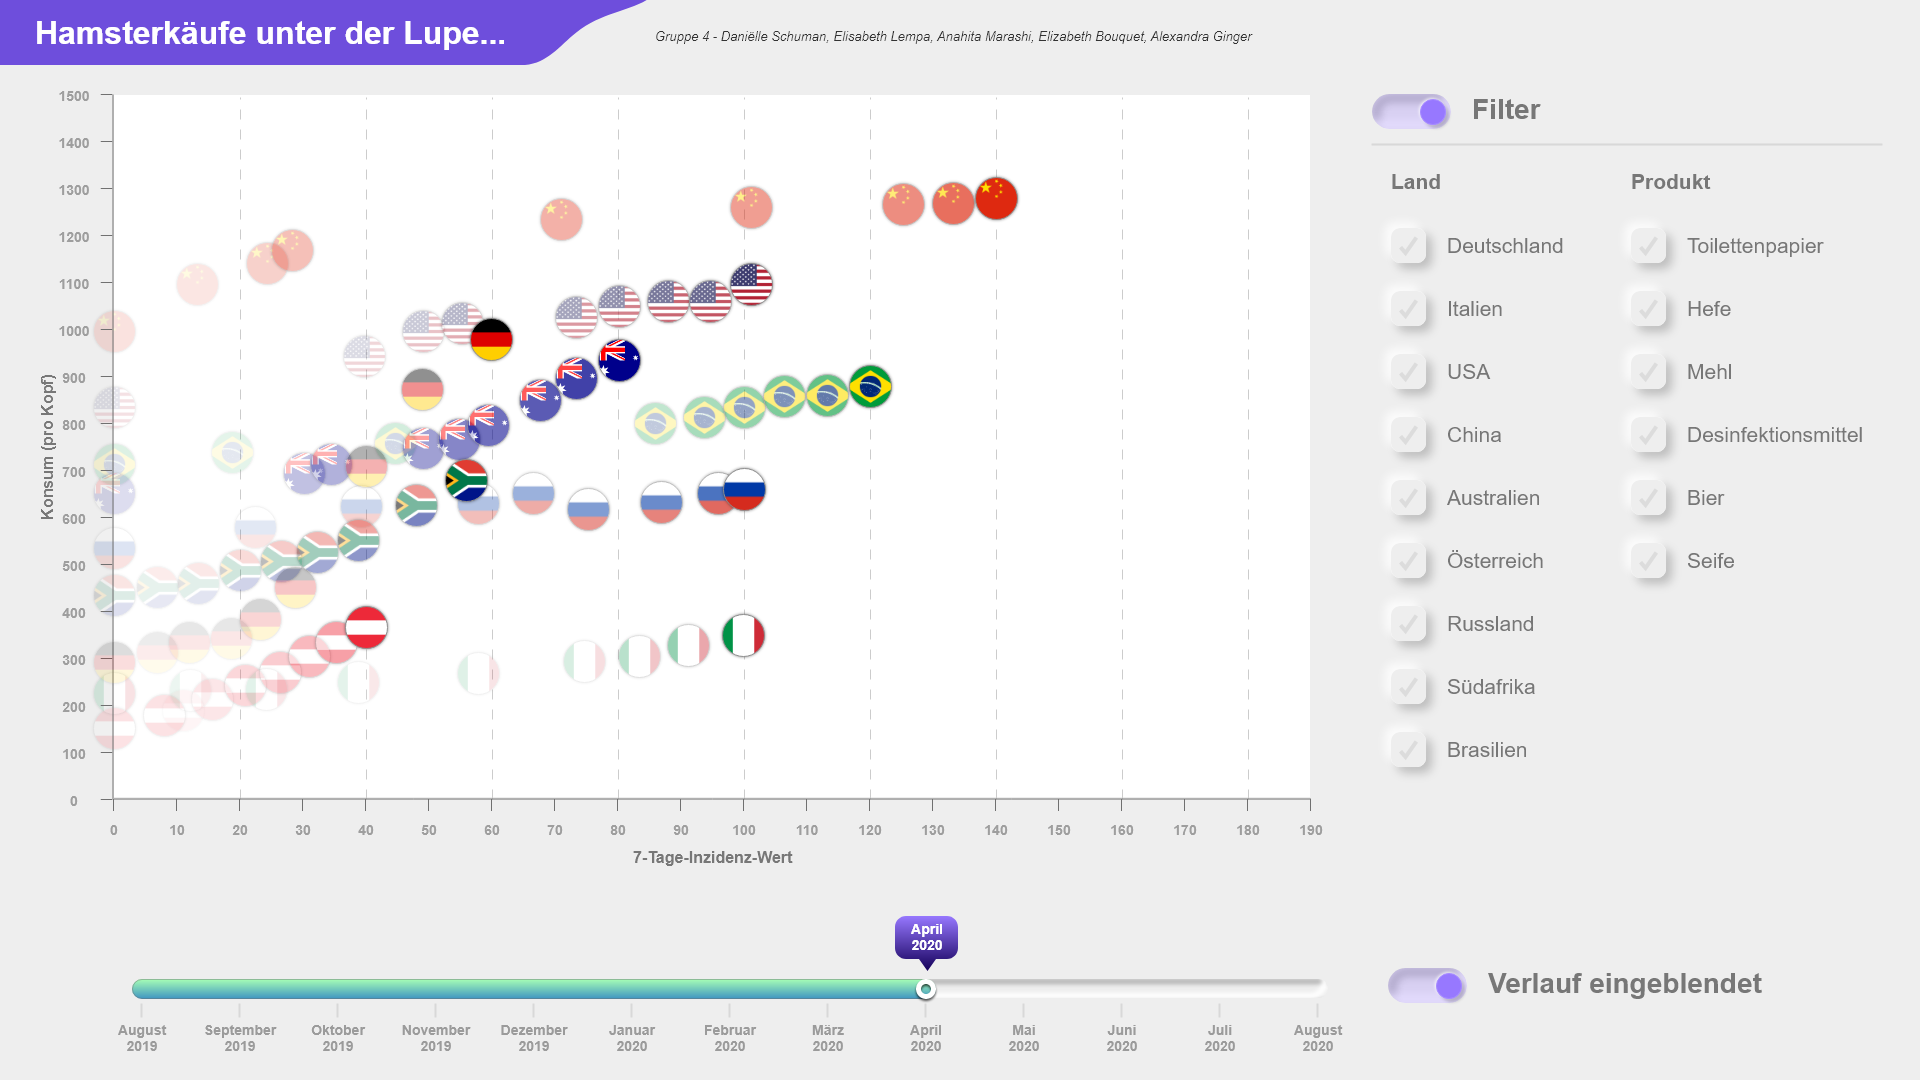 Hamsterkäufe unter der Lupe...
Gruppe 4 - Daniëlle Schuman, Elisabeth Lempa, Anahita Marashi, Elizabeth Bouquet, Alexandra Ginger
Konsum (pro Kopf)
1500
1400
1300
1200
1100
1000
900
800
700
600
500
400
300
200
100
0
0 10 20 30 40 50 60 70 80 90 100 110 120 130 140 150 160 170 180 190
7-Tage-Inzidenz-Wert
Filter
Land
Deutschland
Italien
USA
China
Australien
Österreich
Russland
Südafrika
Brasilien
Produkt
Toilettenpapier
Hefe
Mehl
Desinfektionsmittel
Bier
Seife
April
2020
August
2019
September
2019
Oktober
2019
November
2019
Dezember
2019
Januar
2020
Februar
2020
März
2020
April
2020
Mai
2020
Juni
2020
Juli
2020
August
2020
Verlauf eingeblendet